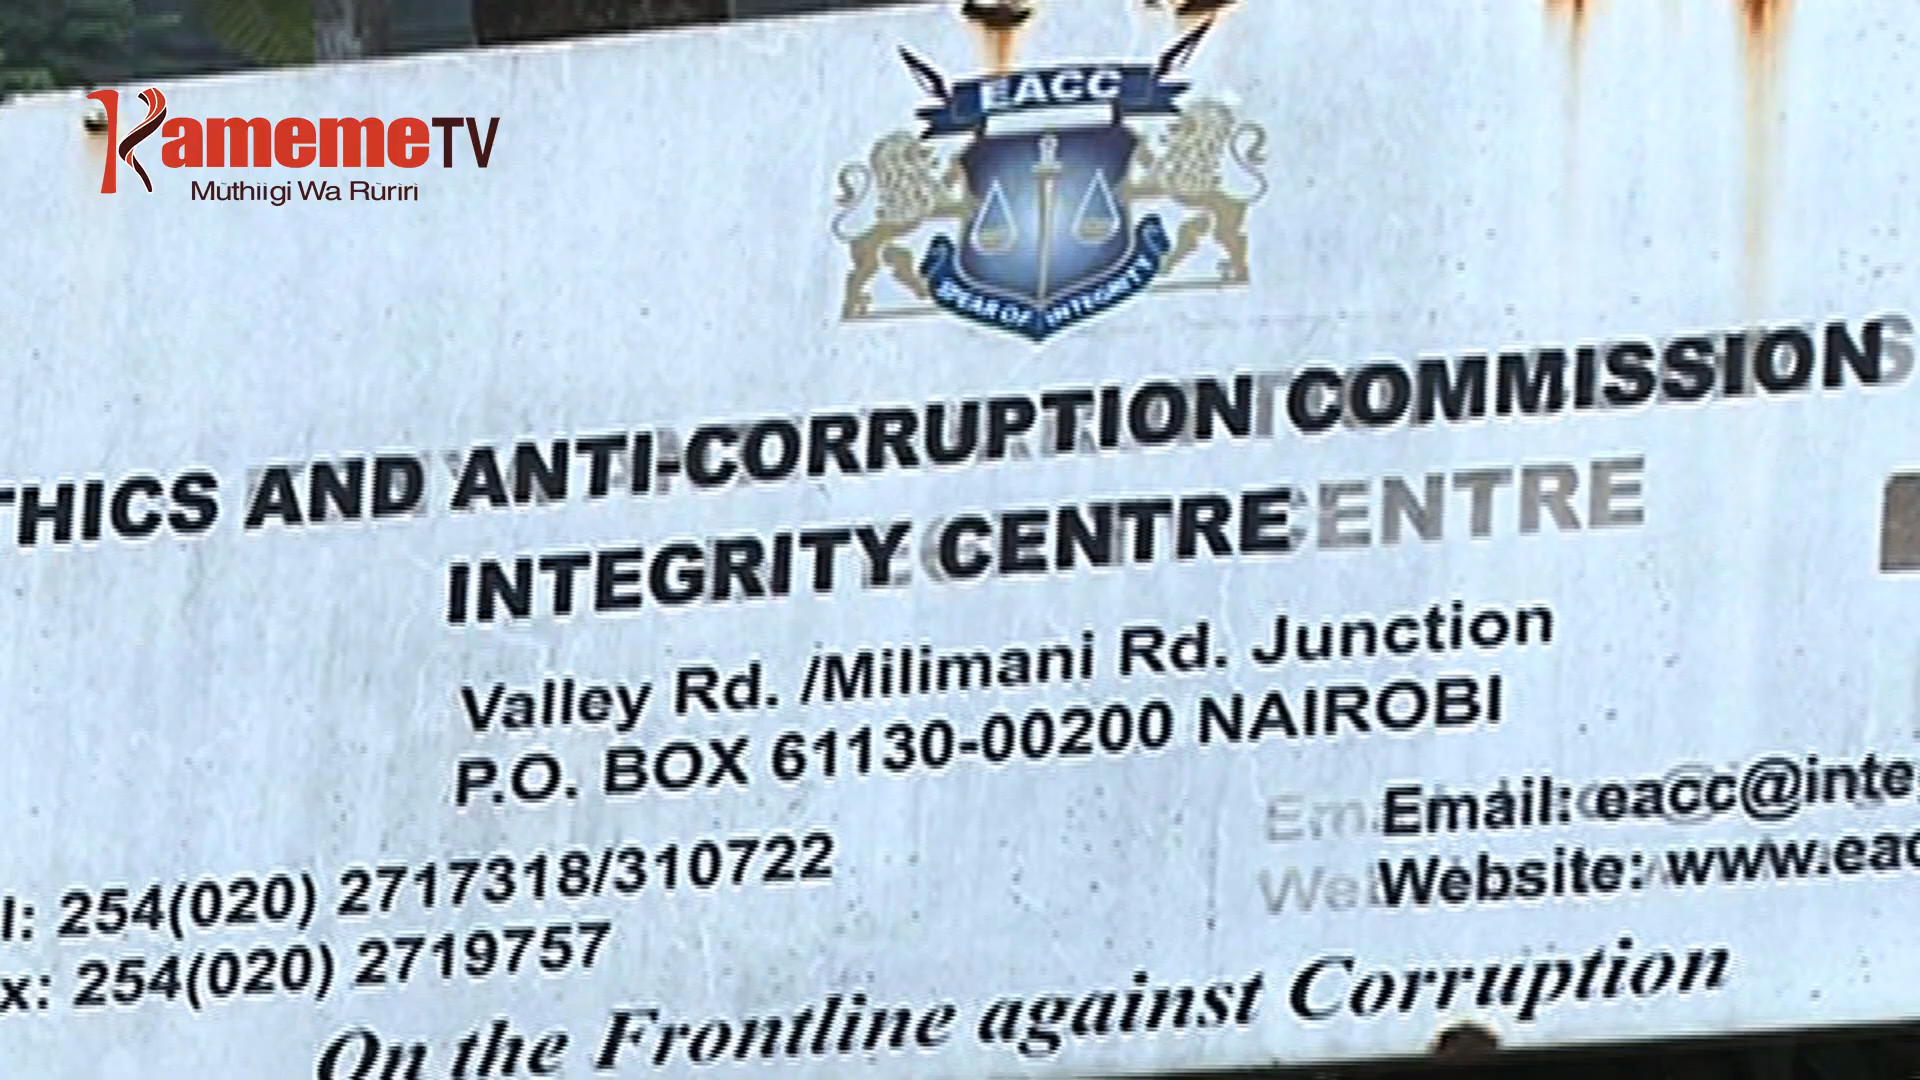 KamemeTV
Mũthiigi Wa Rũrĩrĩ
EACC
SPEAR OF INTEGRITY
THICS AND ANTI-CORRUPTION COMMISSION
INTEGRITY CENTRE
Valley Rd. /Milimani Rd. Junction
P.O. BOX 61130-00200 NAIROBI
l: 254(020) 2717318/310722
x: 254(020) 2719757
Email: eacc@inte
Website: www.eac
On the Frontline against Corruption